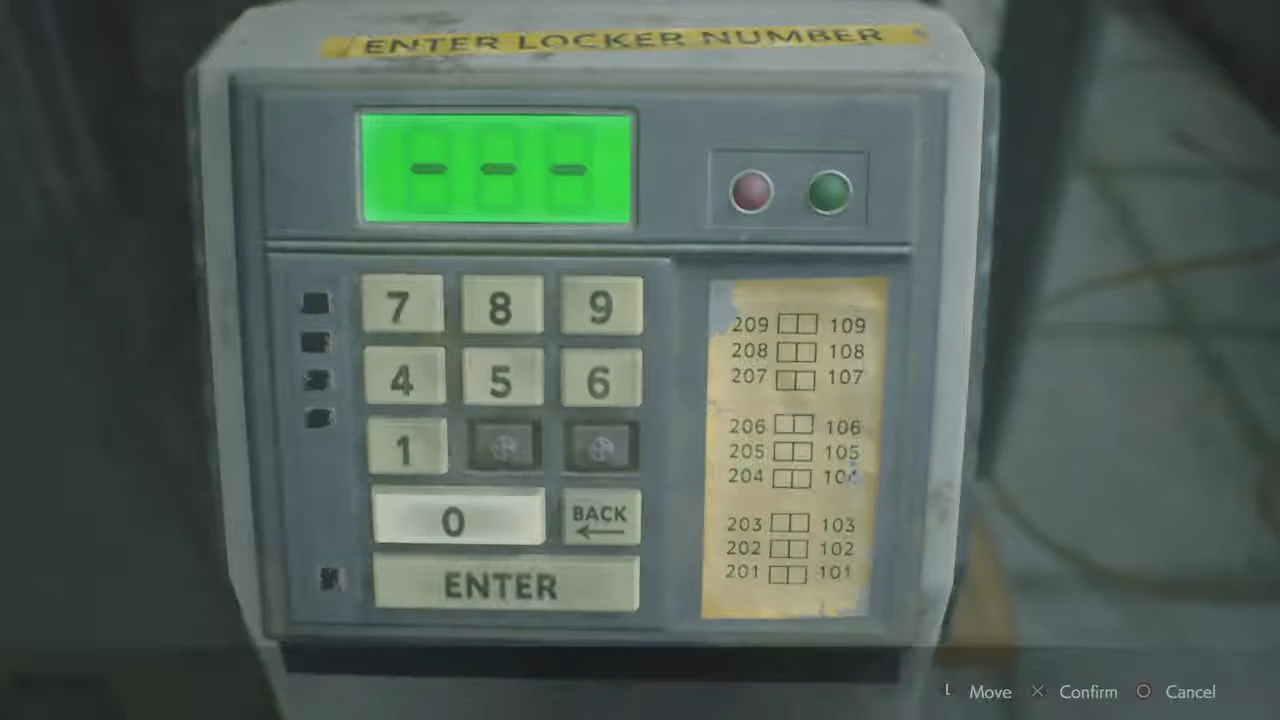 ENTER LOCKER NUMBER
- - -
7 8 9
4 5 6
1
0 BACK
ENTER
209 109
208 108
207 107
206 106
205 105
204 104
203 103
202 102
201 101
L Move Confirm Cancel